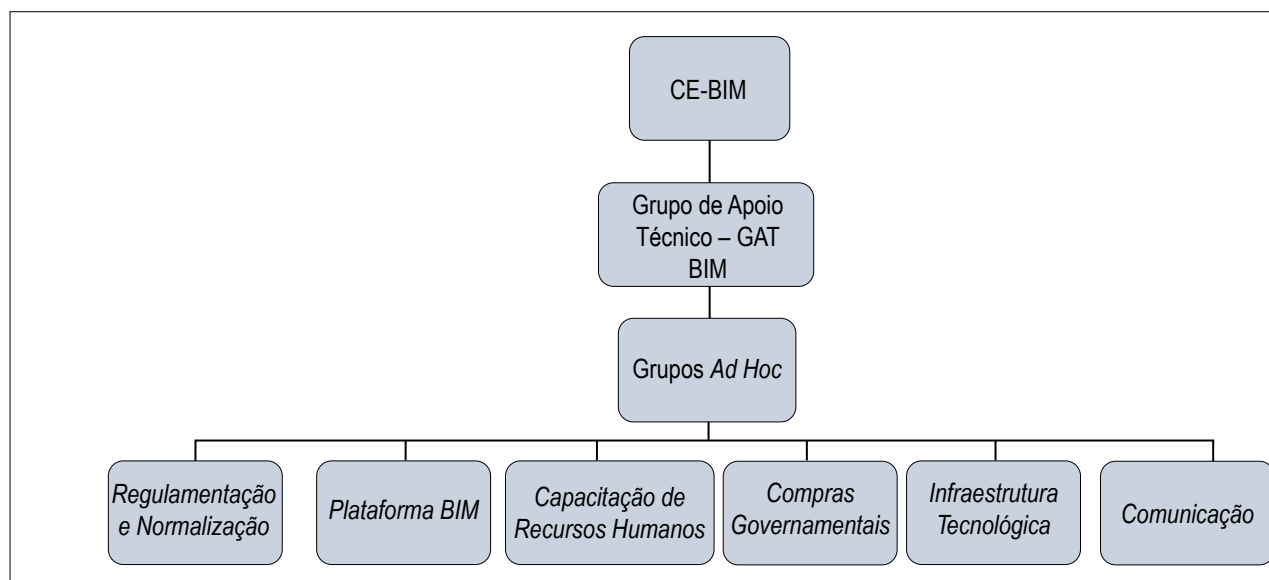 CE-BIM
Grupo de Apoio
Técnico – GAT
BIM
Grupos Ad Hoc
Regulamentação
e Normalização
Plataforma BIM
Capacitação de
Recursos Humanos
Compras
Governamentais
Infraestrutura
Tecnológica
Comunicação